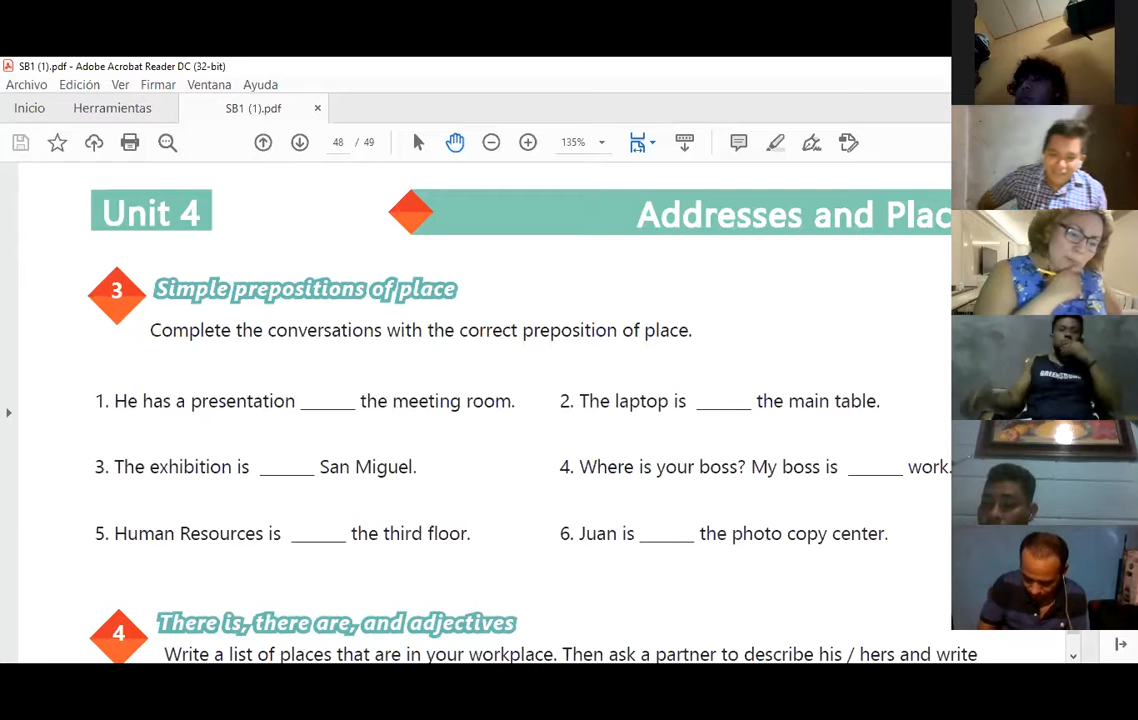 SB1 (1).pdf - Adobe Acrobat Reader DC (32-bit)
Archivo Edición Ver Firmar Ventana Ayuda
Inicio Herramientas SB1 (1).pdf ×
48 / 49 135%
Unit 4 Addresses and Plac
3 Simple prepositions of place
Complete the conversations with the correct preposition of place.
1. He has a presentation ______ the meeting room. 2. The laptop is ______ the main table.
3. The exhibition is ______ San Miguel. 4. Where is your boss? My boss is ______ work.
5. Human Resources is ______ the third floor. 6. Juan is ______ the photo copy center.
4 There is, there are, and adjectives
Write a list of places that are in your workplace. Then ask a partner to describe his / hers and write